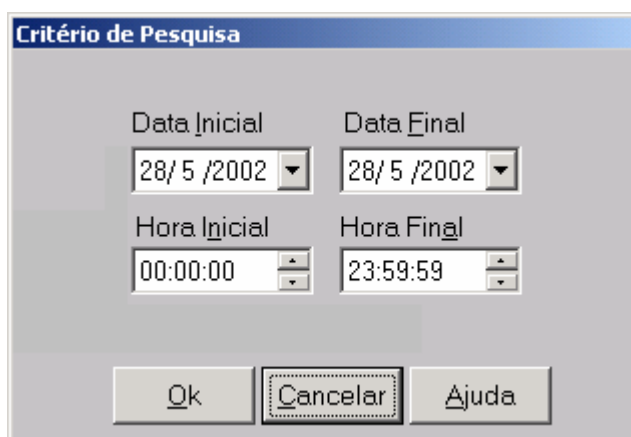 Critério de Pesquisa
Data Inicial Data Final
28/ 5 /2002 28/ 5 /2002
Hora Inicial Hora Final
00:00:00 23:59:59
Ok Cancelar Ajuda